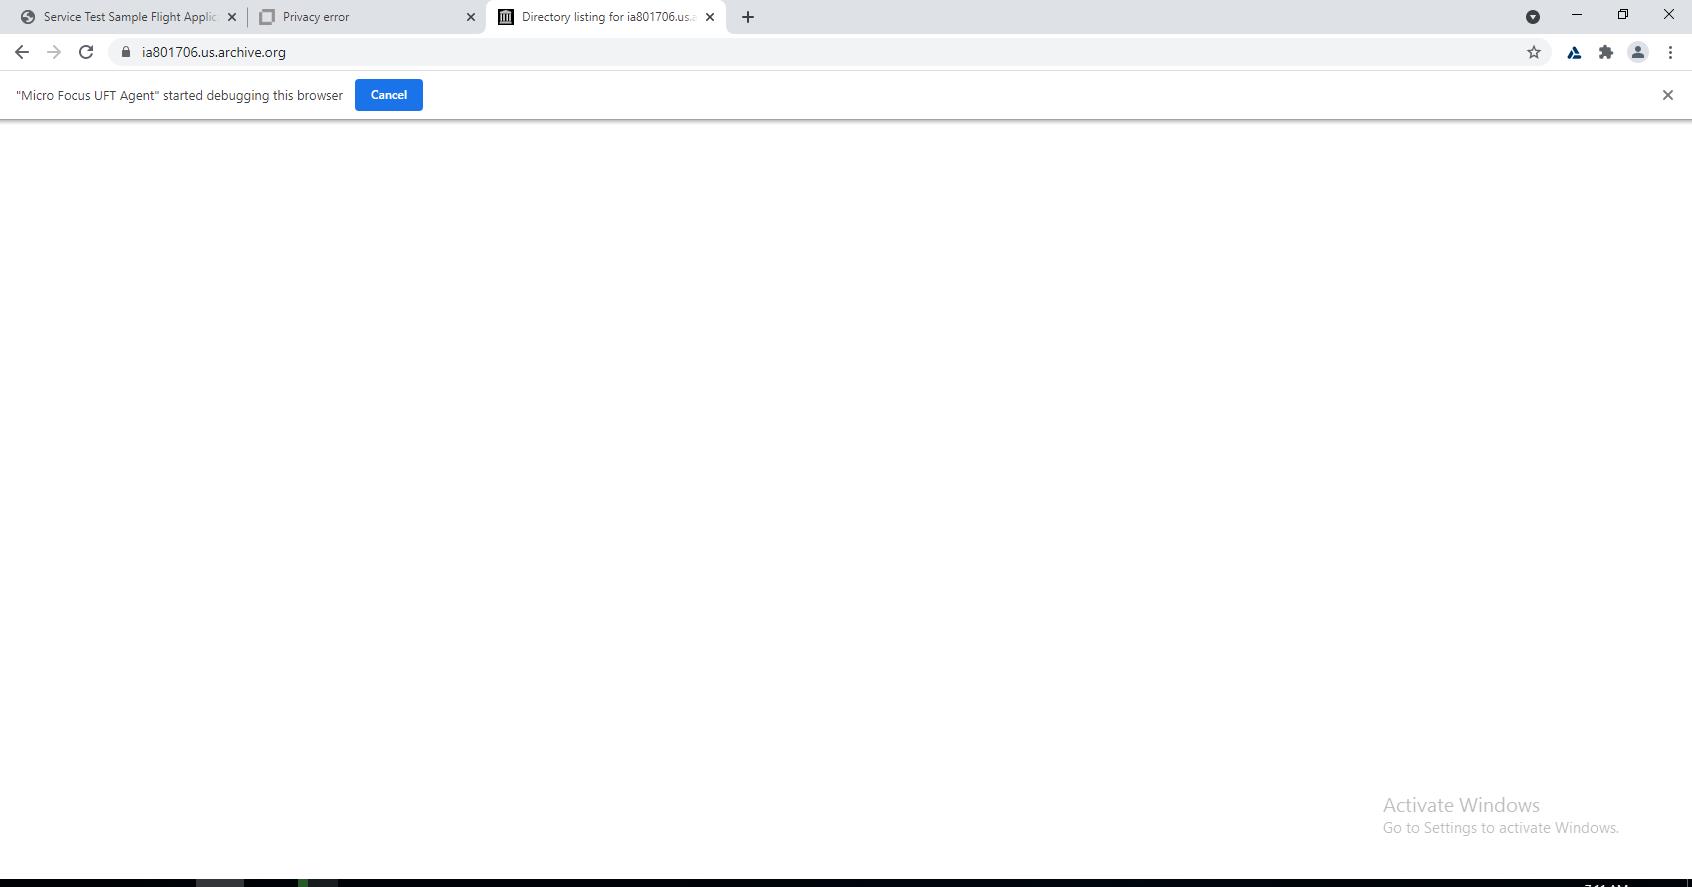 Service Test Sample Flight Applic
Privacy error
Directory listing for ia801706.us.a
ia801706.us.archive.org
"Micro Focus UFT Agent" started debugging this browser
Cancel
Activate Windows
Go to Settings to activate Windows.